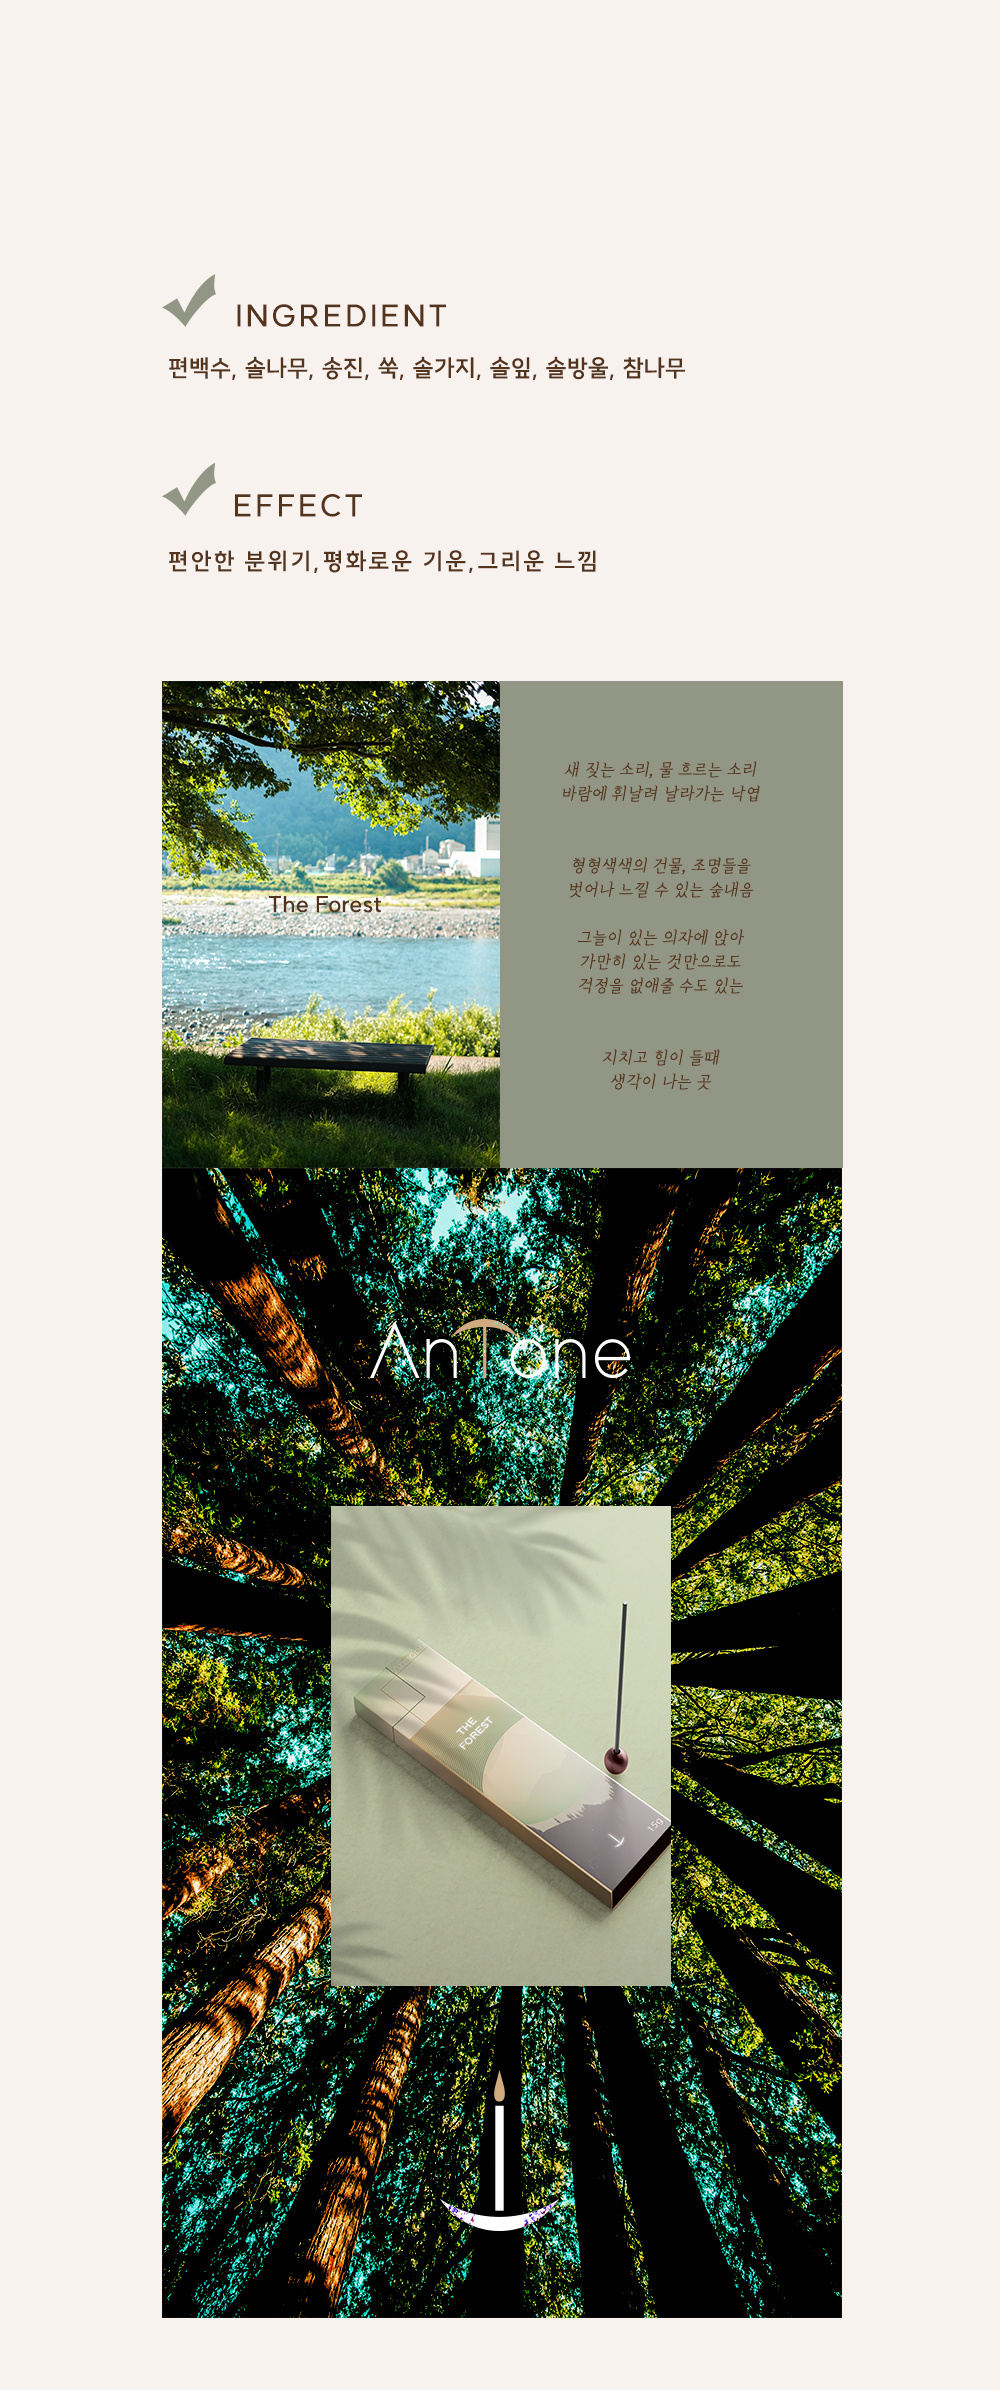 INGREDIENT
편백수, 솔나무, 송진, 쑥, 솔가지, 솔잎, 솔방울, 참나무
EFFECT
편안한 분위기,평화로운 기운,그리운 느낌
The Forest
새 짖는 소리, 물 흐르는 소리
바람에 휘날려 날라가는 낙엽
형형색색의 건물, 조명들을
벗어나 느낄 수 있는 숲내음
그늘이 있는 의자에 앉아
가만히 있는 것만으로도
걱정을 없애줄 수도 있는
지치고 힘이 들때
생각이 나는 곳
AnTone
THE
FOREST
15g